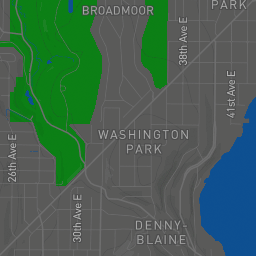 PARK
BROADMOOR
38th Ave E
41st Ave E
WASHINGTON
PARK
26th Ave E
30th Ave E
DENNY-
BLAINE